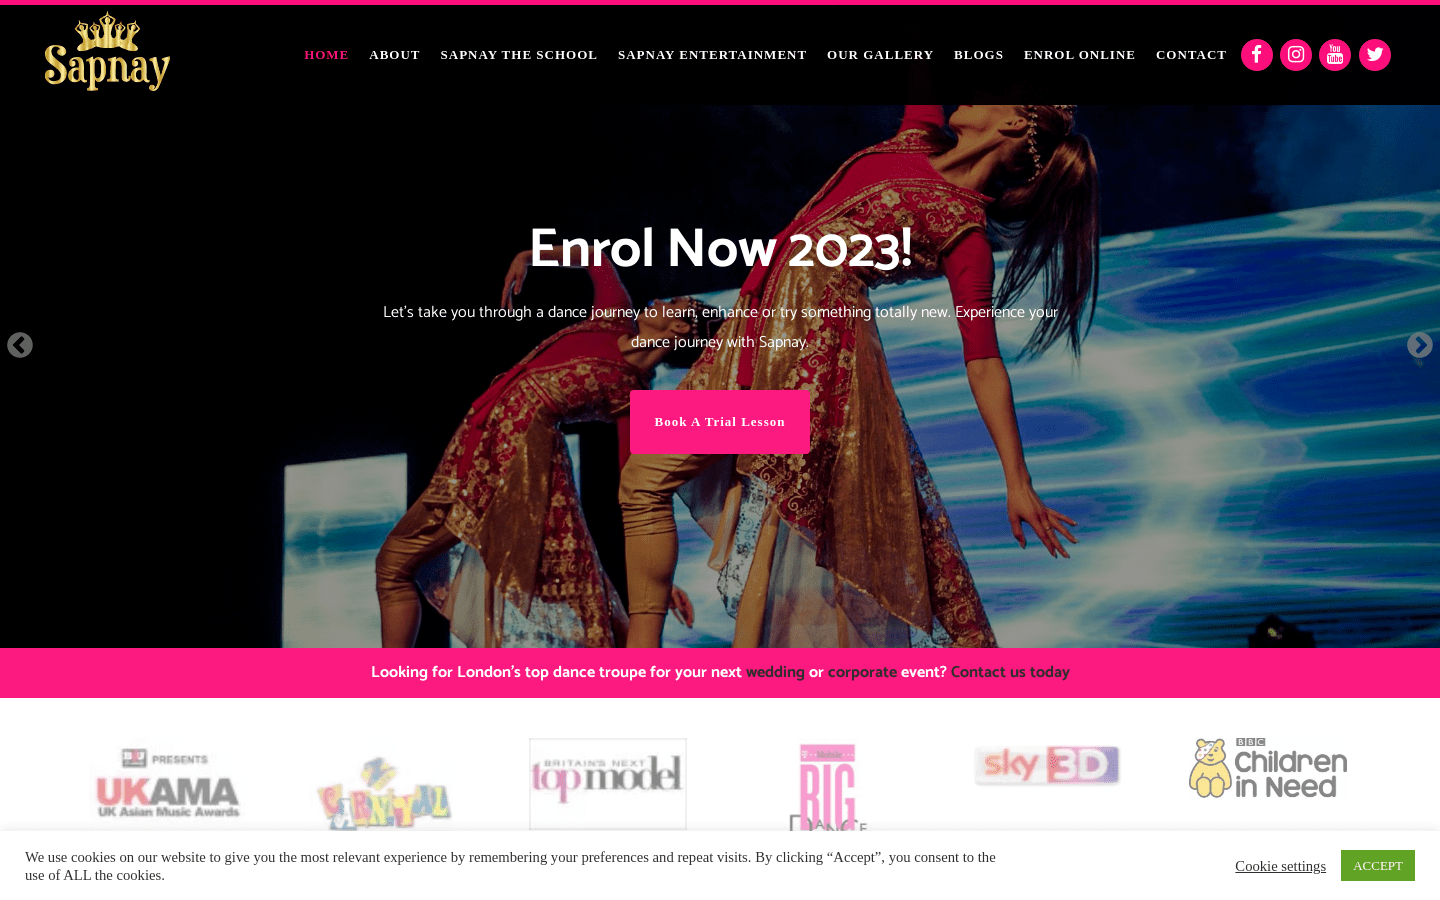 Sapnay
HOME ABOUT SAPNAY THE SCHOOL SAPNAY ENTERTAINMENT OUR GALLERY BLOGS ENROL ONLINE CONTACT
You Tube
Enrol Now 2023!
Let's take you through a dance journey to learn, enhance or try something totally new. Experience your
dance journey with Sapnay.
Book A Trial Lesson
Looking for London's top dance troupe for your next wedding or corporate event? Contact us today
PRESENTS
UKAMA
UK Asian Music Awards
CARNIVAL
BRITAIN'S NEXT
top model
T Mobile
BIG
DANCE
sky 3D
BBC
Children
in Need
We use cookies on our website to give you the most relevant experience by remembering your preferences and repeat visits. By clicking “Accept”, you consent to the
use of ALL the cookies.
Cookie settings
ACCEPT